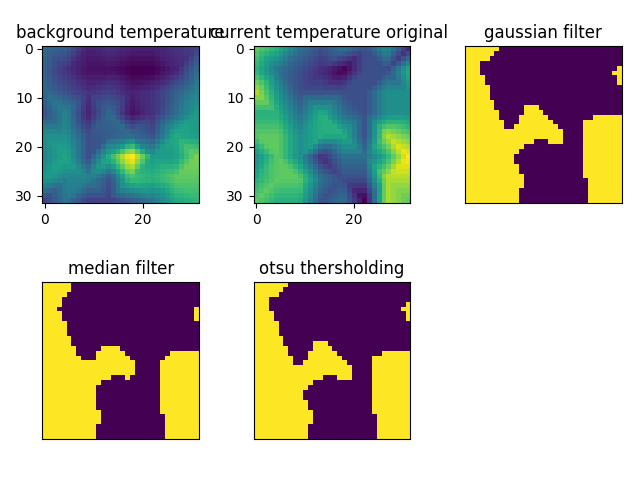 background temperature
current temperature original
gaussian filter
0
10
20
30
0
20
0
10
20
30
0
20
median filter
otsu thersholding